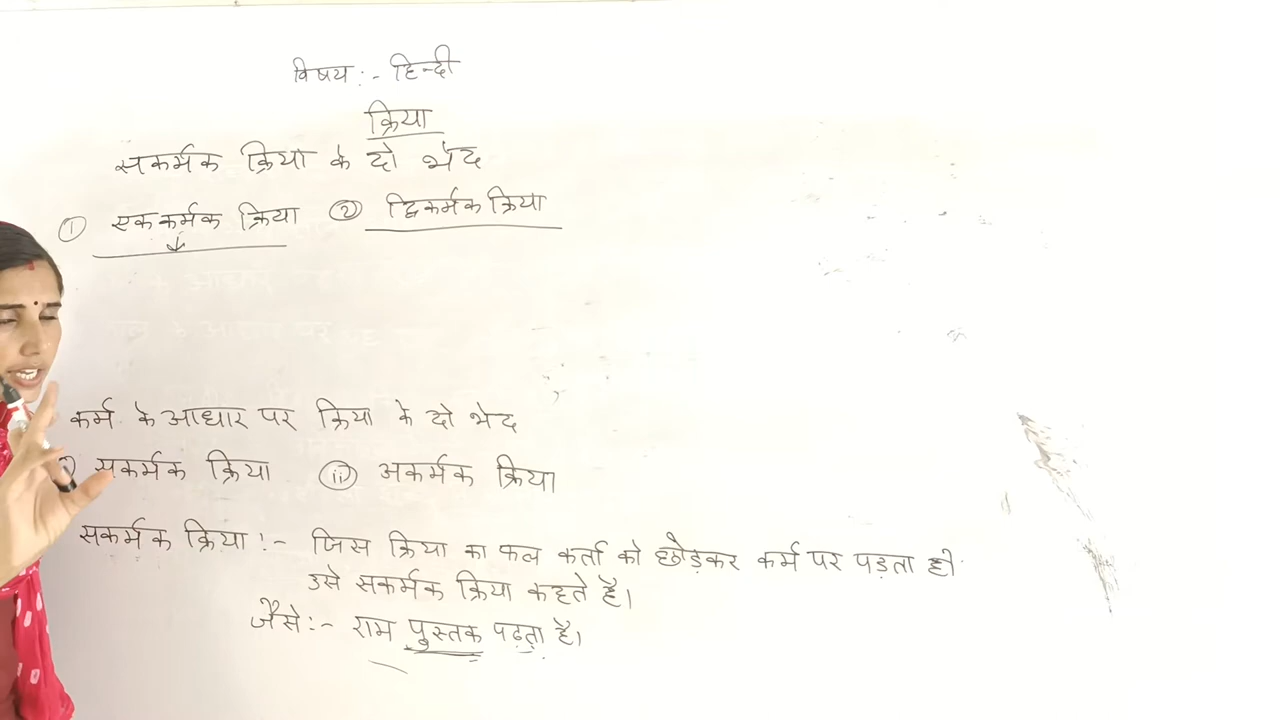 विषय :- हिन्दी
क्रिया
सकर्मक क्रिया के दो भेद
① एककर्मक क्रिया ② द्विकर्मक क्रिया
कर्म के आधार पर क्रिया के दो भेद
सकर्मक क्रिया (ii) अकर्मक क्रिया
सकर्मक क्रिया :- जिस क्रिया का फल कर्ता को छोड़कर कर्म पर पड़ता हो
उसे सकर्मक क्रिया कहते है।
जैसे :- राम पुस्तक पढ़ता है।